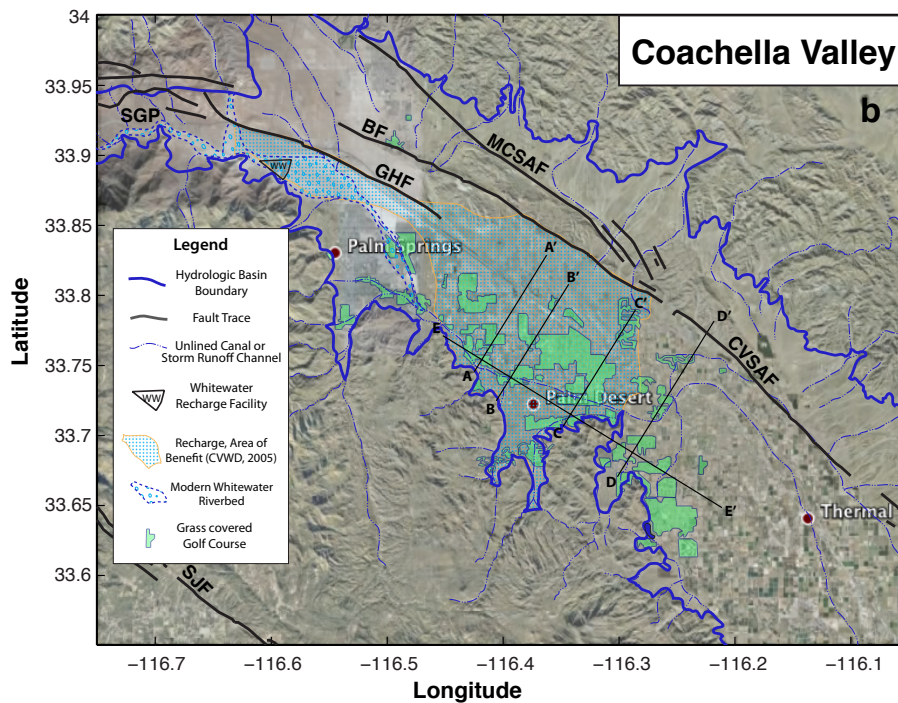 Coachella Valley
b
34
33.95
33.9
33.85
33.8
33.75
33.7
33.65
33.6
Latitude
SGP
BF
MCSAF
GHF
WW
Palm Springs
A'
B'
C'
D'
E
A
B
C
D
E'
CVSAF
Palm Desert
Thermal
SJF
Legend
Hydrologic Basin
Boundary
Fault Trace
Unlined Canal or
Storm Runoff Channel
WW
Whitewater
Recharge Facility
Recharge, Area of
Benefit (CVWD, 2005)
Modern Whitewater
Riverbed
Grass covered
Golf Course
−116.7
−116.6
−116.5
−116.4
−116.3
−116.2
−116.1
Longitude